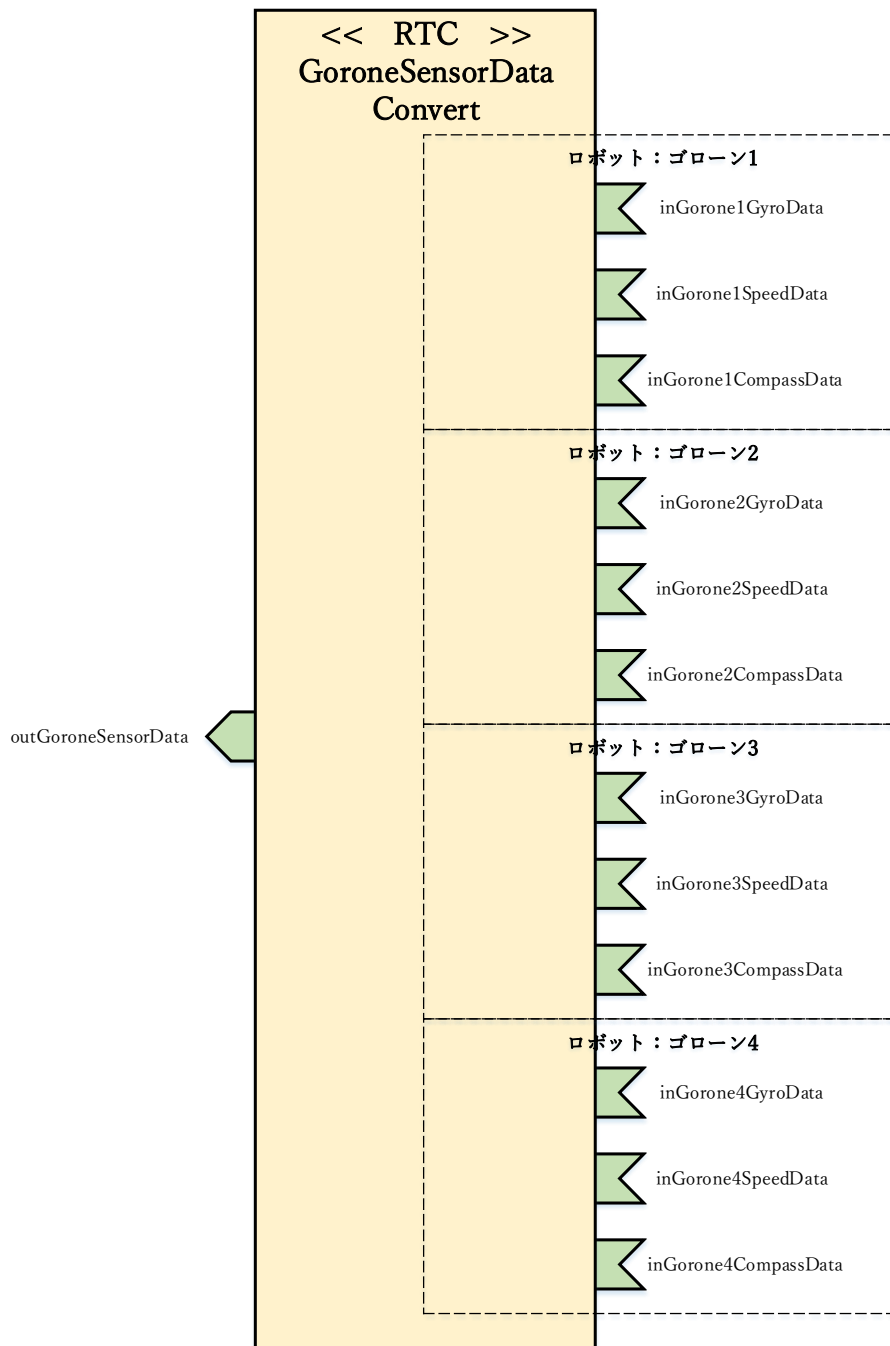 << RTC >>
GoroneSensorData
Convert
ロボット：ゴローン1
inGorone1GyroData
inGorone1SpeedData
inGorone1CompassData
ロボット：ゴローン2
inGorone2GyroData
inGorone2SpeedData
inGorone2CompassData
outGoroneSensorData
ロボット：ゴローン3
inGorone3GyroData
inGorone3SpeedData
inGorone3CompassData
ロボット：ゴローン4
inGorone4GyroData
inGorone4SpeedData
inGorone4CompassData